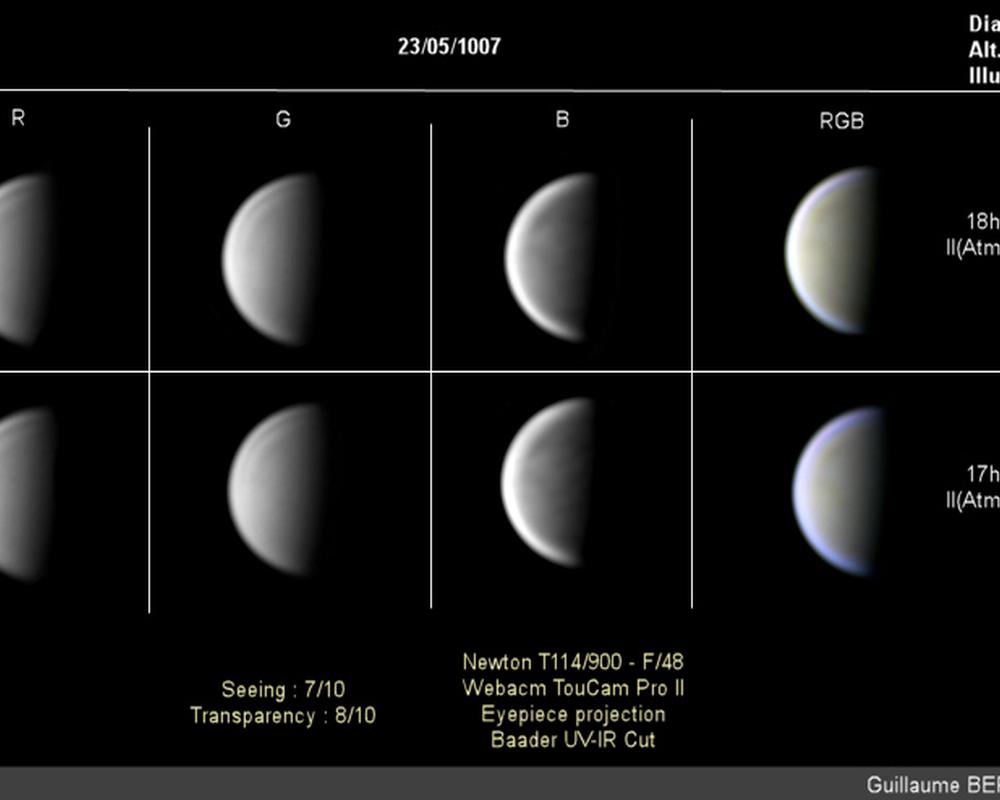 23/05/1007
Dia
Alt.
Illu
R
G
B
RGB
18h
II(Atm
17h
II(Atm
Seeing : 7/10
Transparency : 8/10
Newton T114/900 - F/48
Webacm TouCam Pro II
Eyepiece projection
Baader UV-IR Cut
Guillaume BER